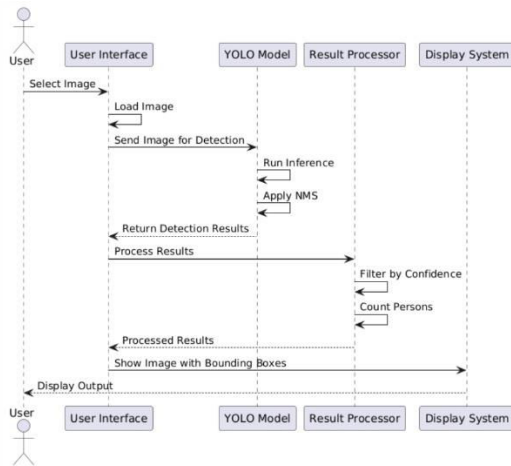 User
User Interface
YOLO Model
Result Processor
Display System
Select Image
Load Image
Send Image for Detection
Run Inference
Apply NMS
Return Detection Results
Process Results
Filter by Confidence
Count Persons
Processed Results
Show Image with Bounding Boxes
Display Output
User
User Interface
YOLO Model
Result Processor
Display System